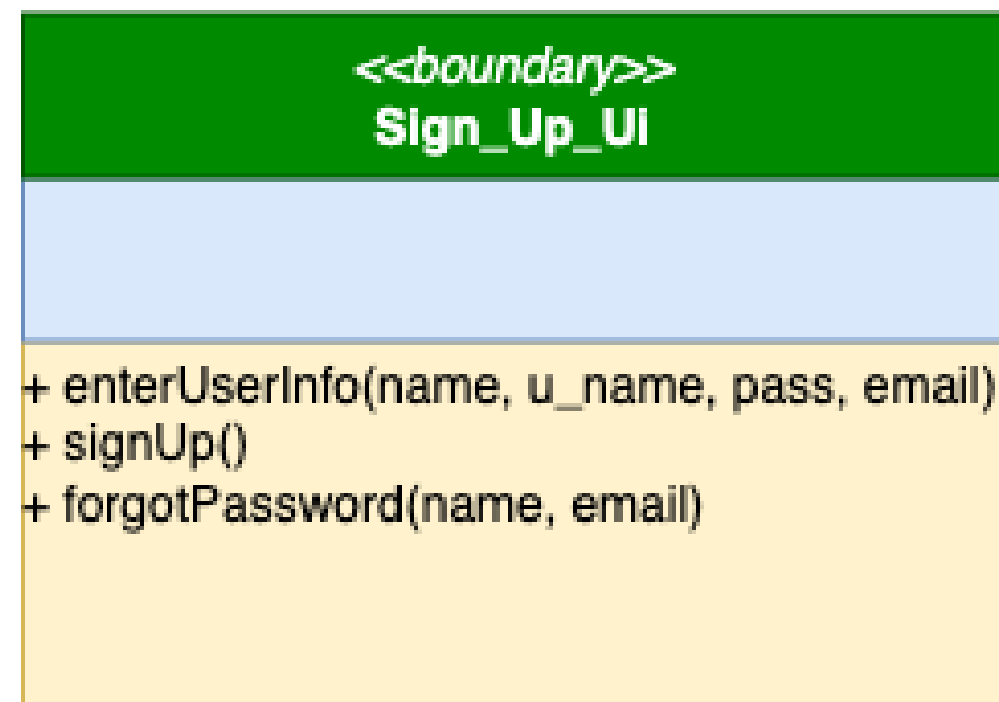 <<boundary>>
Sign_Up_Ui
+ enterUserInfo(name, u_name, pass, email)
+ signUp()
+ forgotPassword(name, email)